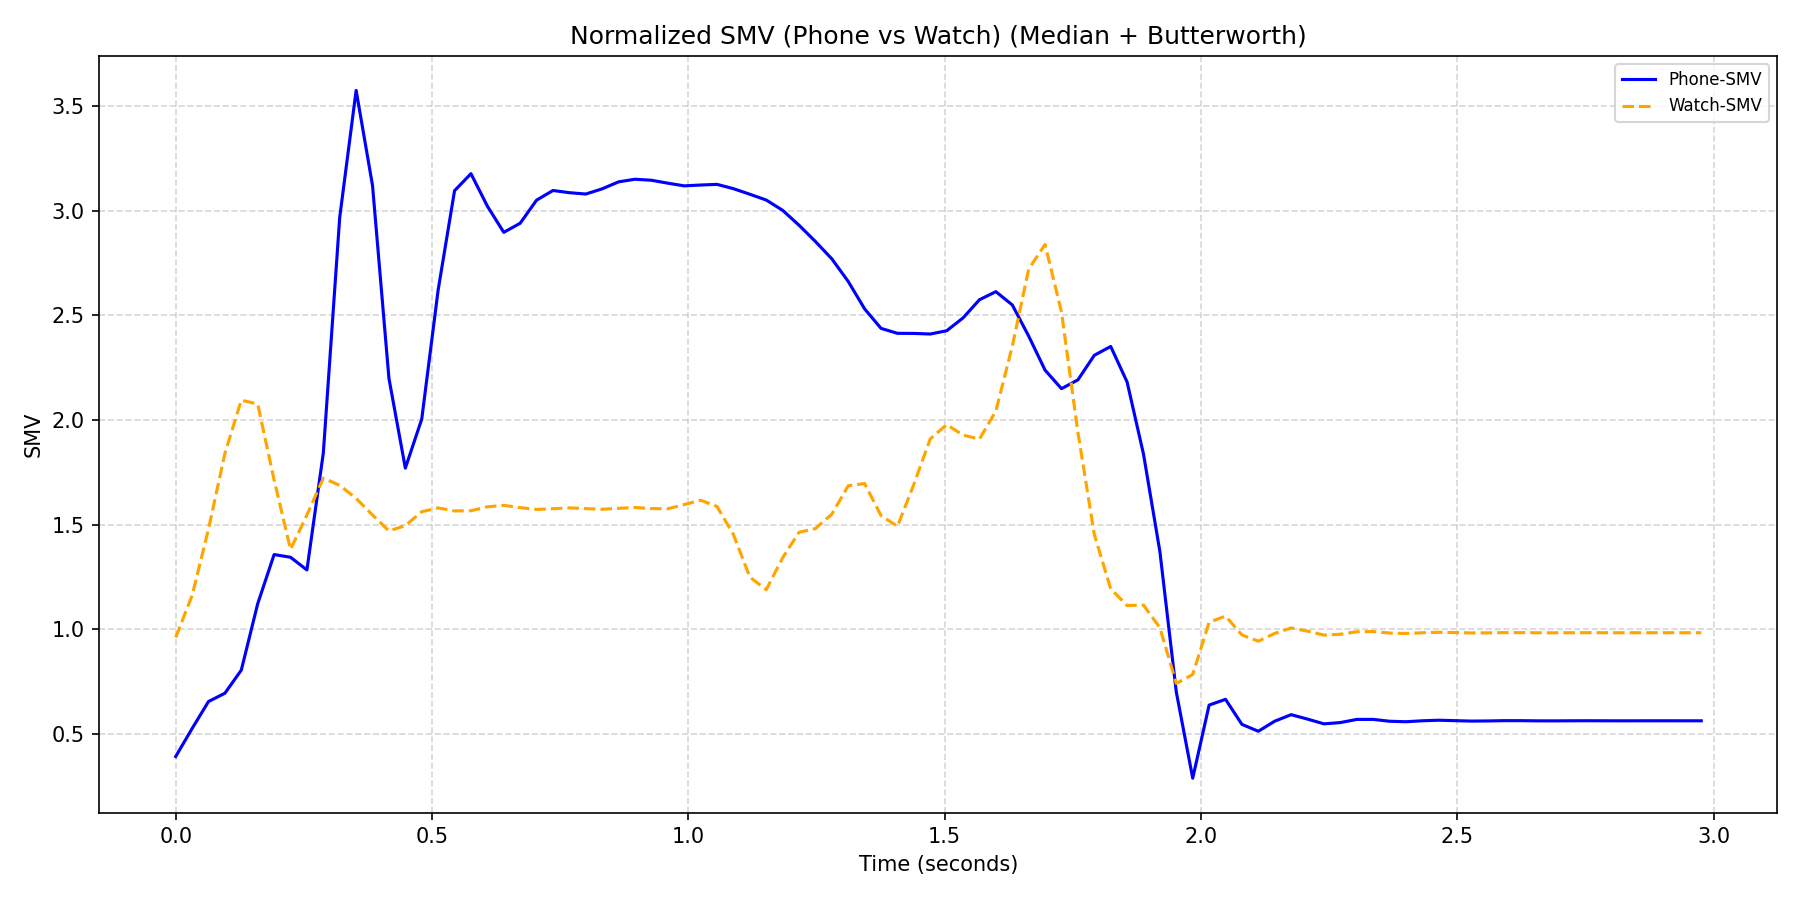 Normalized SMV (Phone vs Watch) (Median + Butterworth)
Phone-SMV
Watch-SMV
3.5
3.0
2.5
2.0
1.5
1.0
0.5
SMV
0.0 0.5 1.0 1.5 2.0 2.5 3.0
Time (seconds)